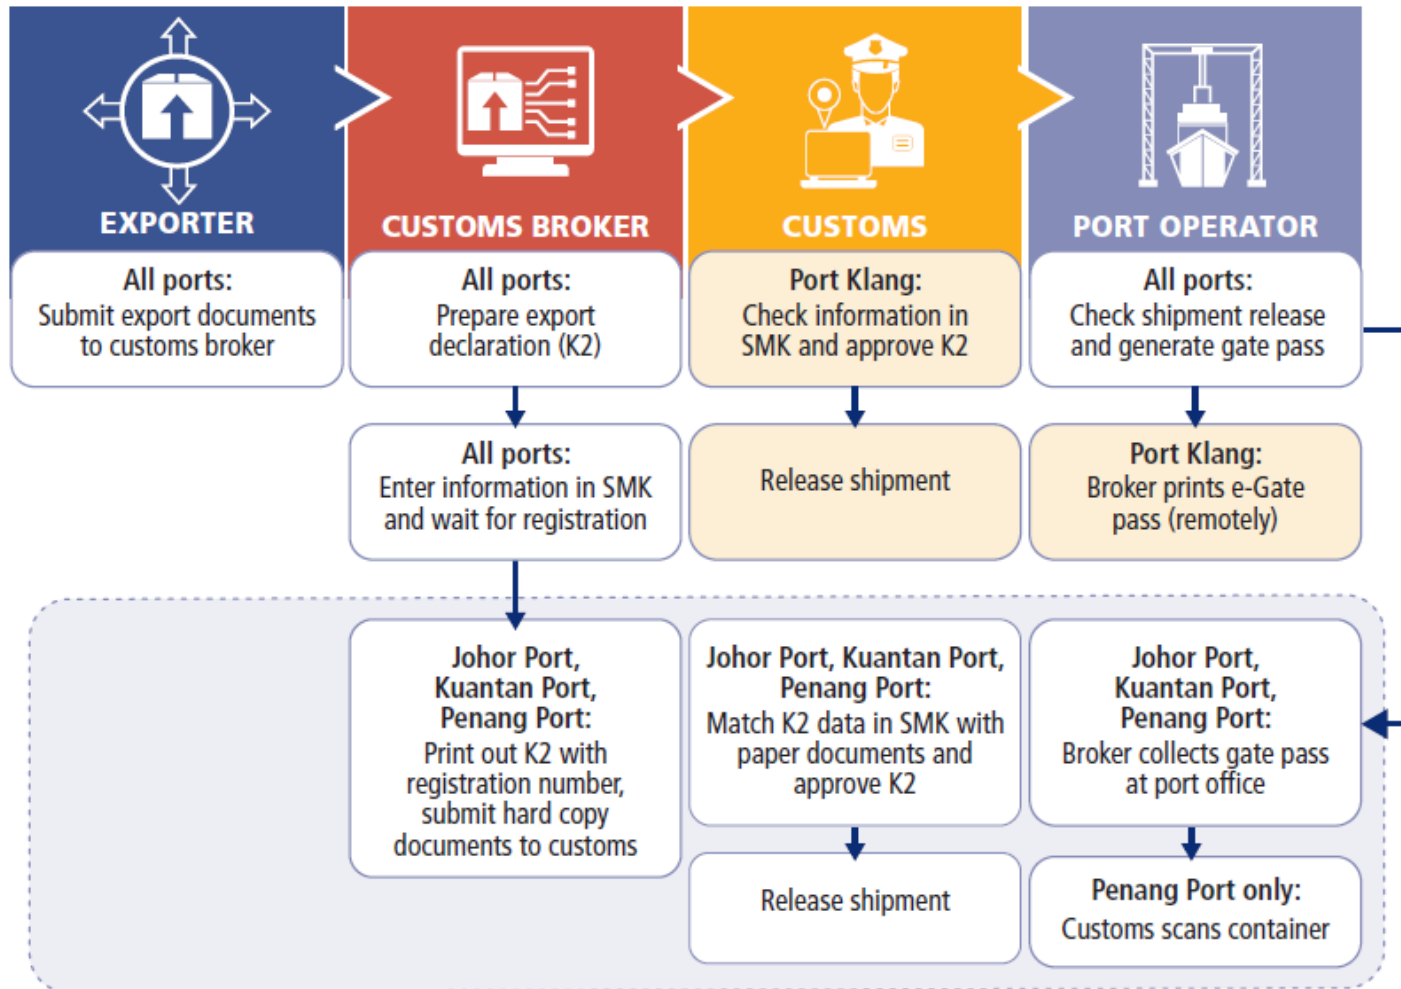 EXPORTER
CUSTOMS BROKER
CUSTOMS
PORT OPERATOR
All ports:
Submit export documents
to customs broker
All ports:
Prepare export
declaration (K2)
Port Klang:
Check information in
SMK and approve K2
All ports:
Check shipment release
and generate gate pass
All ports:
Enter information in SMK
and wait for registration
Release shipment
Port Klang:
Broker prints e-Gate
pass (remotely)
Johor Port,
Kuantan Port,
Penang Port:
Print out K2 with
registration number,
submit hard copy
documents to customs
Johor Port, Kuantan Port,
Penang Port:
Match K2 data in SMK with
paper documents and
approve K2
Johor Port,
Kuantan Port,
Penang Port:
Broker collects gate pass
at port office
Release shipment
Penang Port only:
Customs scans container